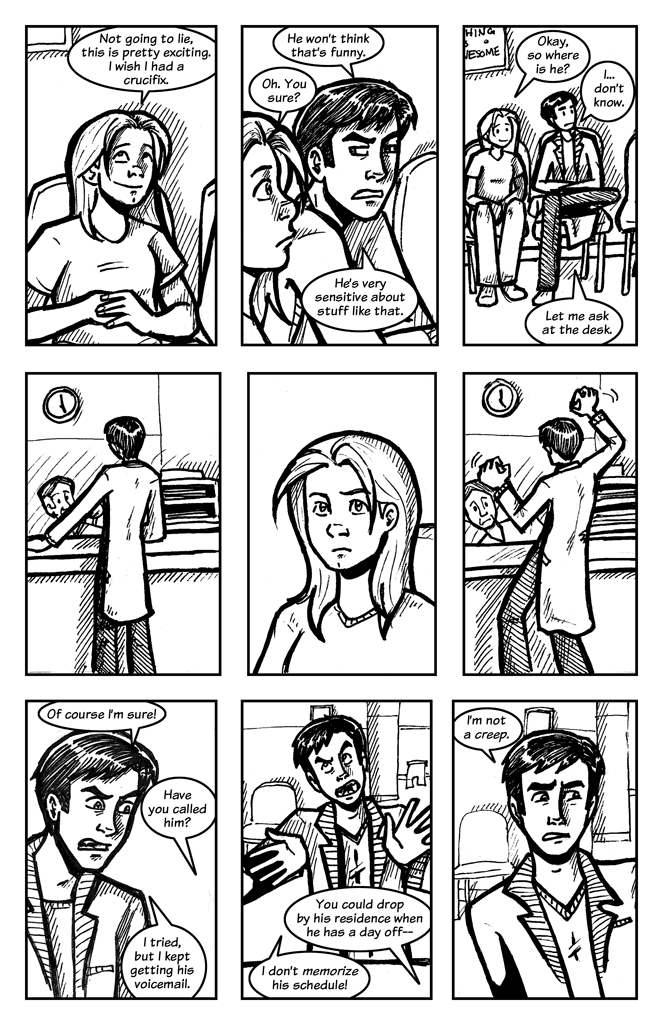 Not going to lie,
this is pretty exciting.
I wish I had a
crucifix.
He won't think
that's funny.
Oh. You
sure?
He's very
sensitive about
stuff like that.
HING
S
WESOME
Okay,
so where
is he?
I...
don't
know.
Let me ask
at the desk.
Of course I'm sure!
Have
you called
him?
I tried,
but I kept
getting his
voicemail.
You could drop
by his residence when
he has a day off--
I don't memorize
his schedule!
I'm not
a creep.